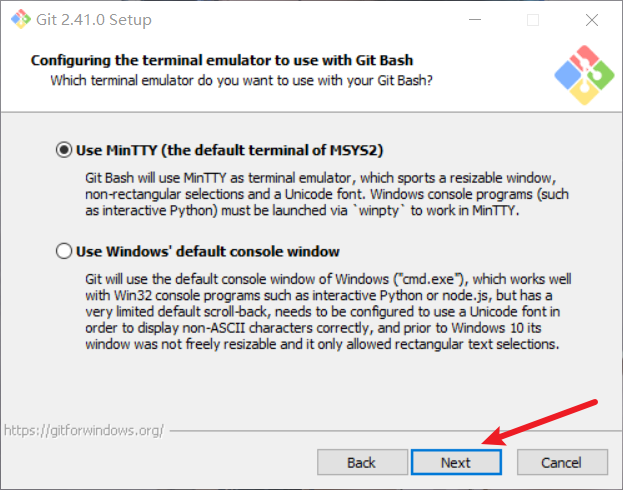 Git 2.41.0 Setup
Configuring the terminal emulator to use with Git Bash
Which terminal emulator do you want to use with your Git Bash?
Use MinTTY (the default terminal of MSYS2)
Git Bash will use MinTTY as terminal emulator, which sports a resizable window,
non-rectangular selections and a Unicode font. Windows console programs (such
as interactive Python) must be launched via `winpty` to work in MinTTY.
Use Windows' default console window
Git will use the default console window of Windows ("cmd.exe"), which works well
with Win32 console programs such as interactive Python or node.js, but has a
very limited default scroll-back, needs to be configured to use a Unicode font in
order to display non-ASCII characters correctly, and prior to Windows 10 its
window was not freely resizable and it only allowed rectangular text selections.
https://gitforwindows.org/
Back Next Cancel